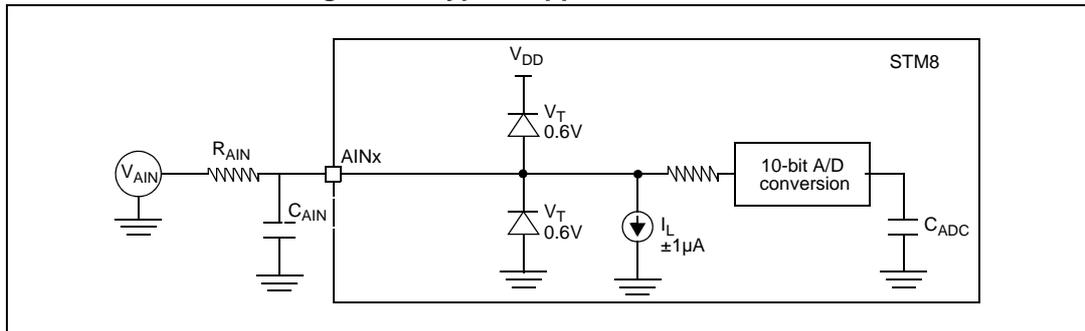 V_DD
STM8
V_T
0.6V
R_AIN
AINx
V_AIN
10-bit A/D
conversion
C_AIN
V_T
0.6V
I_L
±1µA
C_ADC